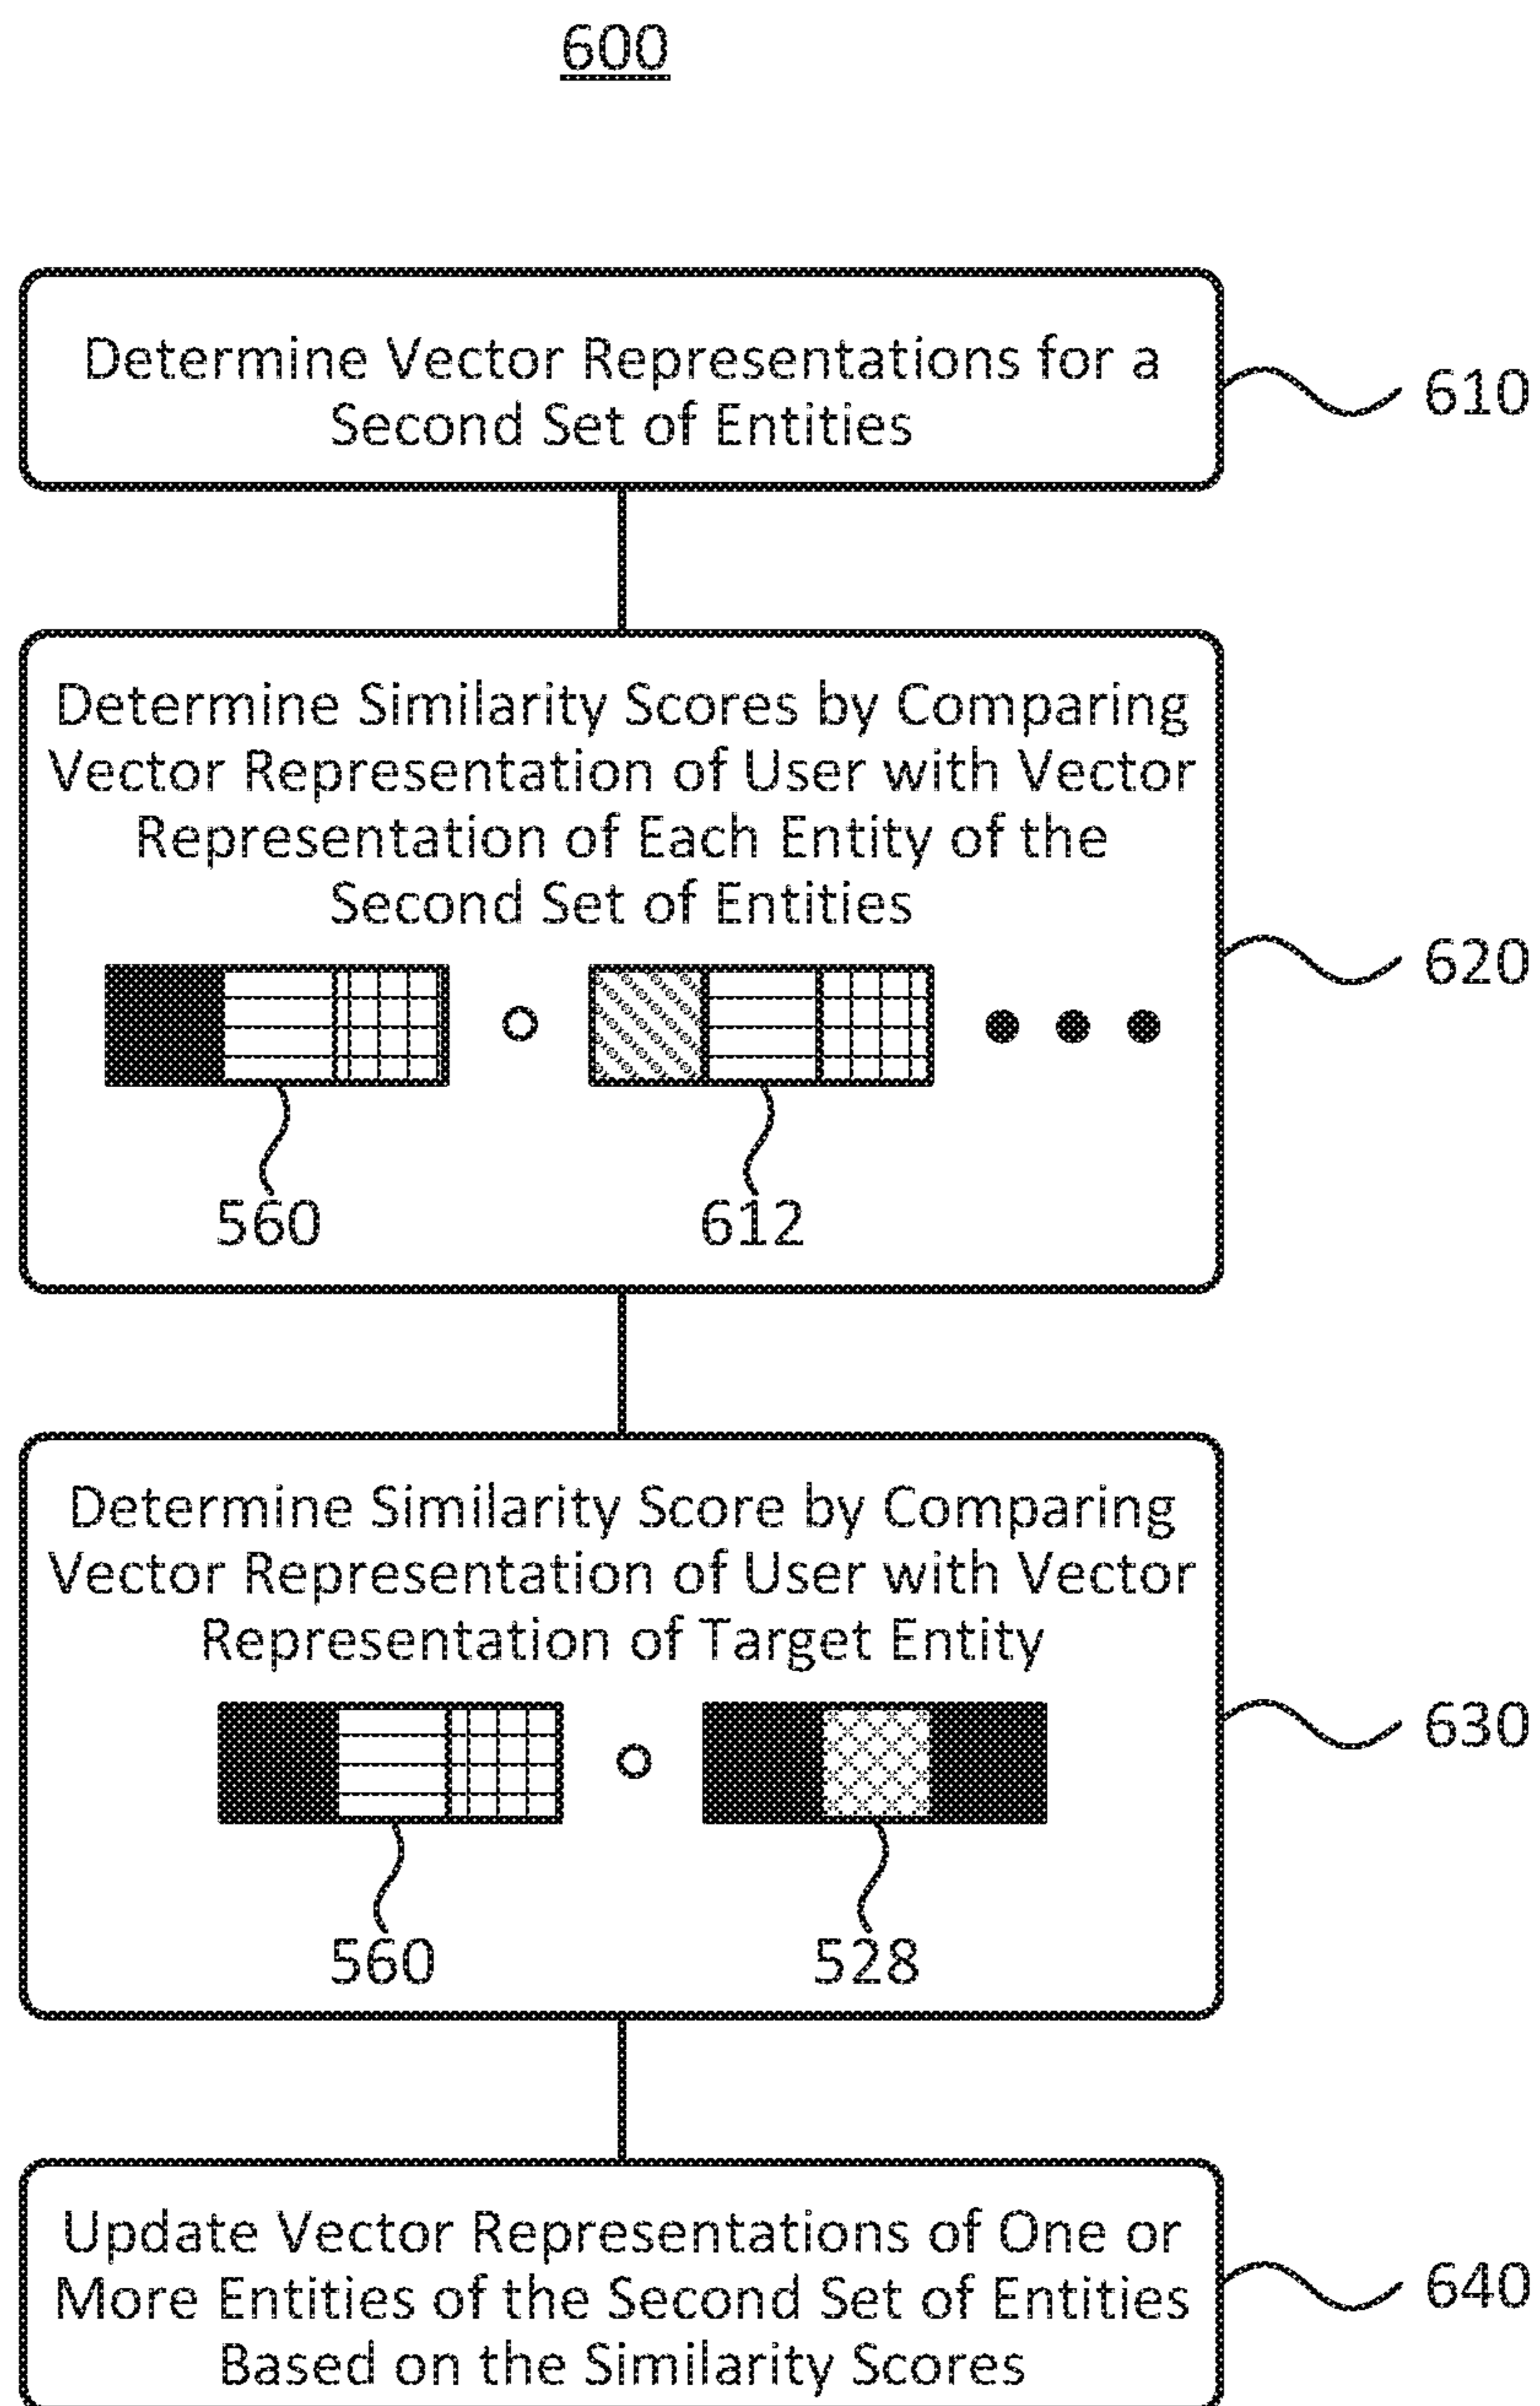 600
Determine Vector Representations for a
Second Set of Entities
610
Determine Similarity Scores by Comparing
Vector Representation of User with Vector
Representation of Each Entity of the
Second Set of Entities
620
560
612
Determine Similarity Score by Comparing
Vector Representation of User with Vector
Representation of Target Entity
630
560
528
Update Vector Representations of One or
More Entities of the Second Set of Entities
Based on the Similarity Scores
640